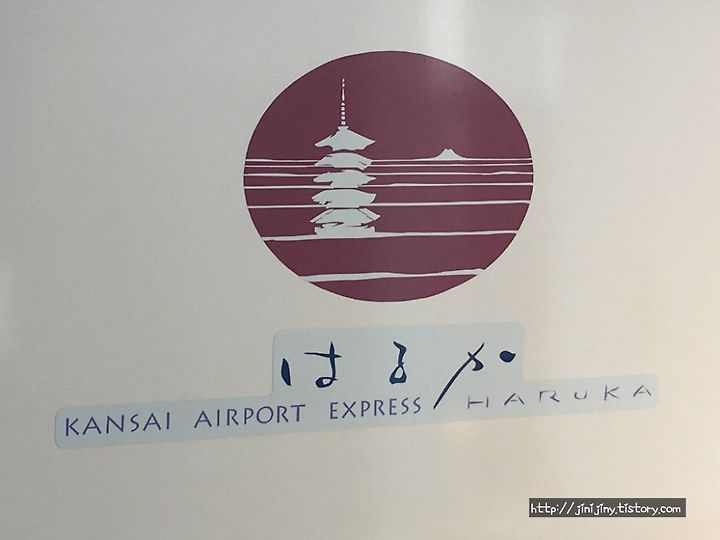 はるか
KANSAI AIRPORT EXPRESS HARUKA
http://jinijiny.tistory.com